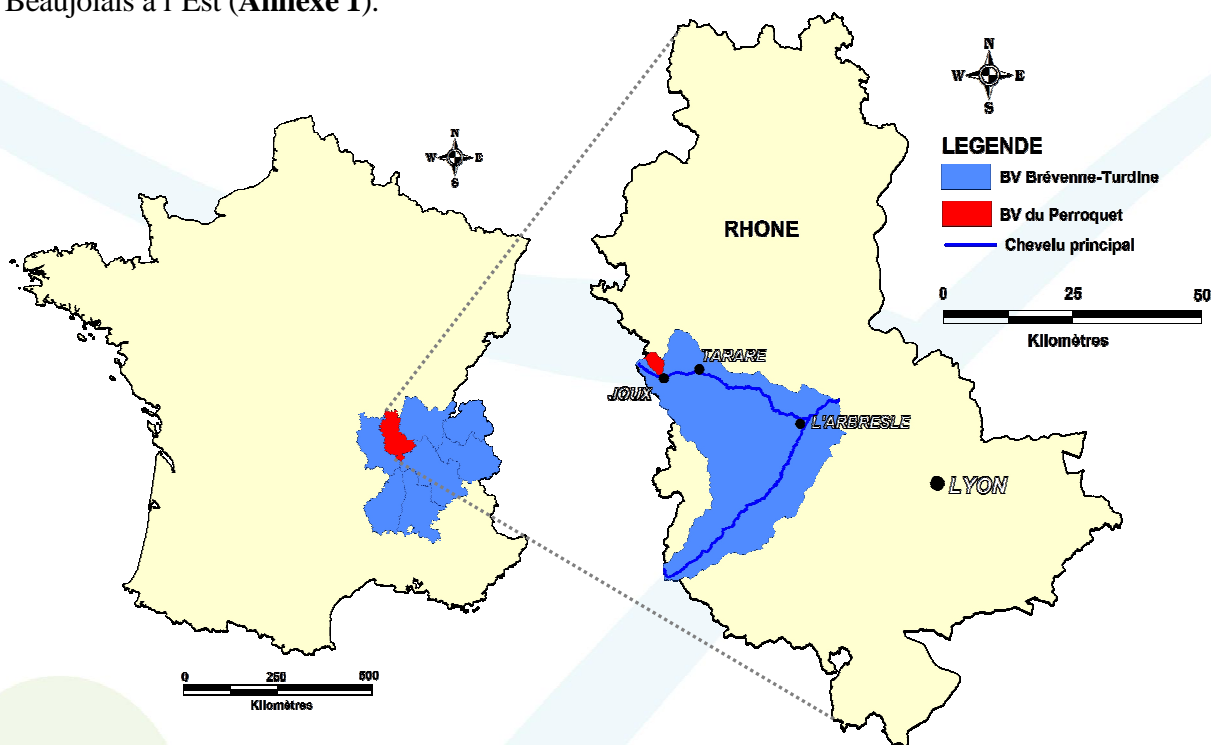 Beaujolais à l'Est (Annexe 1).
N
W E
S
0 250 500
Kilomètres
N
W E
S
LEGENDE
BV Brévenne-Turdine
BV du Perroquet
Chevelu principal
0 25 50
Kilomètres
RHONE
TARARE
JOUX
L'ARBRESLE
LYON